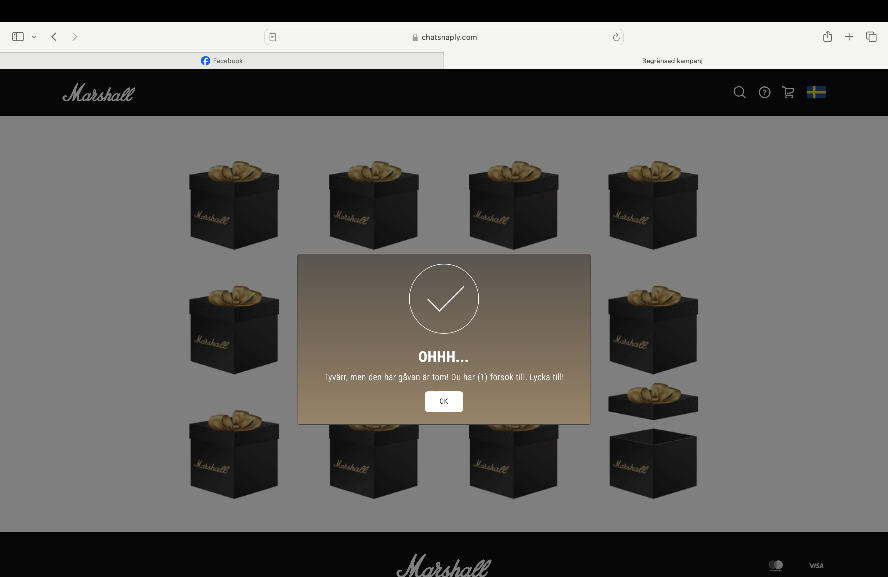 chatsnaply.com
Facebook
Begränsad kampanj
Marshall
?
Marshall
Marshall
Marshall
Marshall
Marshall
Marshall
OHHH...
Tyvärr, men den här gåvan är tom! Du har (1) försök till. Lycka till!
OK
Marshall
Marshall
Marshall
Marshall
Marshall
VISA